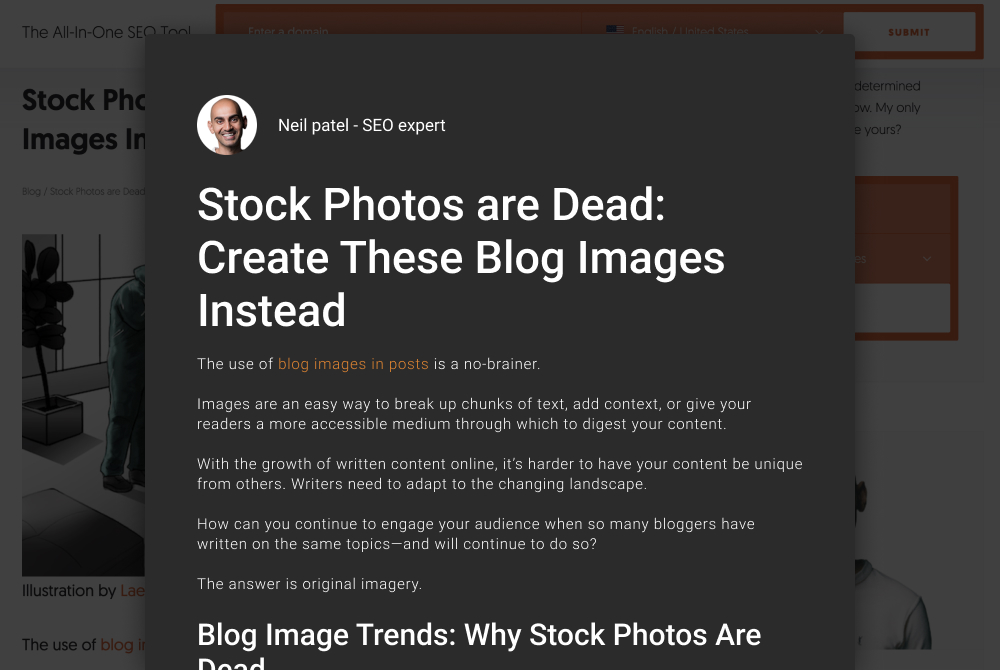 The All-In-One SEO Tool
Enter a domain
English / United States
SUBMIT
Stock Pho
Images In
determined
ow. My only
e yours?
Blog / Stock Photos are Dead
es
Neil patel - SEO expert
Stock Photos are Dead:
Create These Blog Images
Instead
The use of blog images in posts is a no-brainer.
Images are an easy way to break up chunks of text, add context, or give your
readers a more accessible medium through which to digest your content.
With the growth of written content online, it’s harder to have your content be unique
from others. Writers need to adapt to the changing landscape.
How can you continue to engage your audience when so many bloggers have
written on the same topics—and will continue to do so?
The answer is original imagery.
Illustration by Lae
The use of blog i
Blog Image Trends: Why Stock Photos Are
Dead